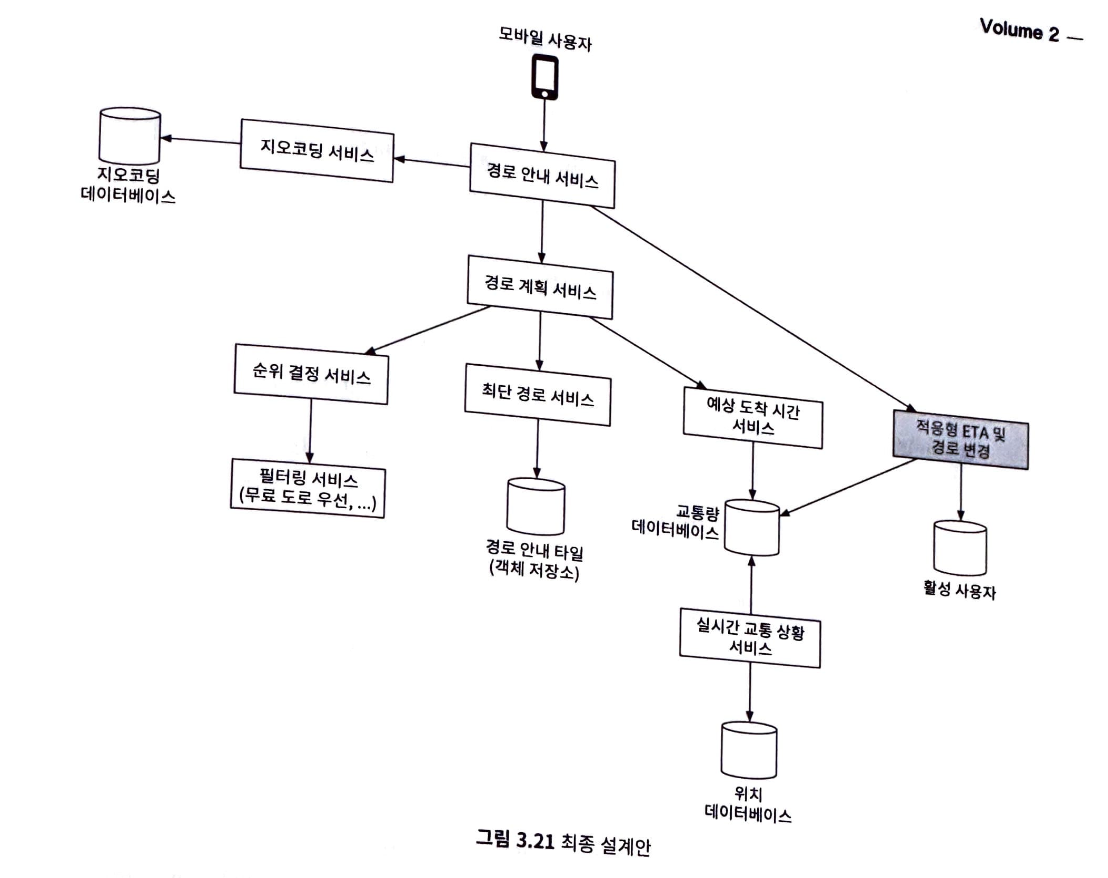 Volume 2 —
모바일 사용자
지오코딩 서비스
경로 안내 서비스
지오코딩
데이터베이스
경로 계획 서비스
순위 결정 서비스
최단 경로 서비스
예상 도착 시간
서비스
적응형 ETA 및
경로 변경
필터링 서비스
(무료 도로 우선, ...)
교통량
데이터베이스
경로 안내 타일
(객체 저장소)
활성 사용자
실시간 교통 상황
서비스
위치
데이터베이스
그림 3.21 최종 설계안